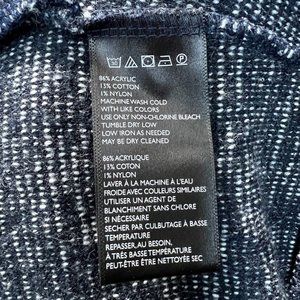 86% ACRYLIC
13% COTTON
1% NYLON
MACHINE WASH COLD
WITH LIKE COLORS
USE ONLY NON-CHLORINE BLEACH
TUMBLE DRY LOW
LOW IRON AS NEEDED
MAY BE DRY CLEANED
86% ACRYLIQUE
13% COTON
1% NYLON
LAVER À LA MACHINE À L'EAU
FROIDE AVEC COULEURS SIMILAIRES
UTILISER UN AGENT DE
BLANCHIMENT SANS CHLORE
SI NÉCESSAIRE
SÉCHER PAR CULBUTAGE À BASSE
TEMPÉRATURE
REPASSER, AU BESOIN,
À TRÈS BASSE TEMPÉRATURE
PEUT-ÊTRE NETTOYÉ SEC